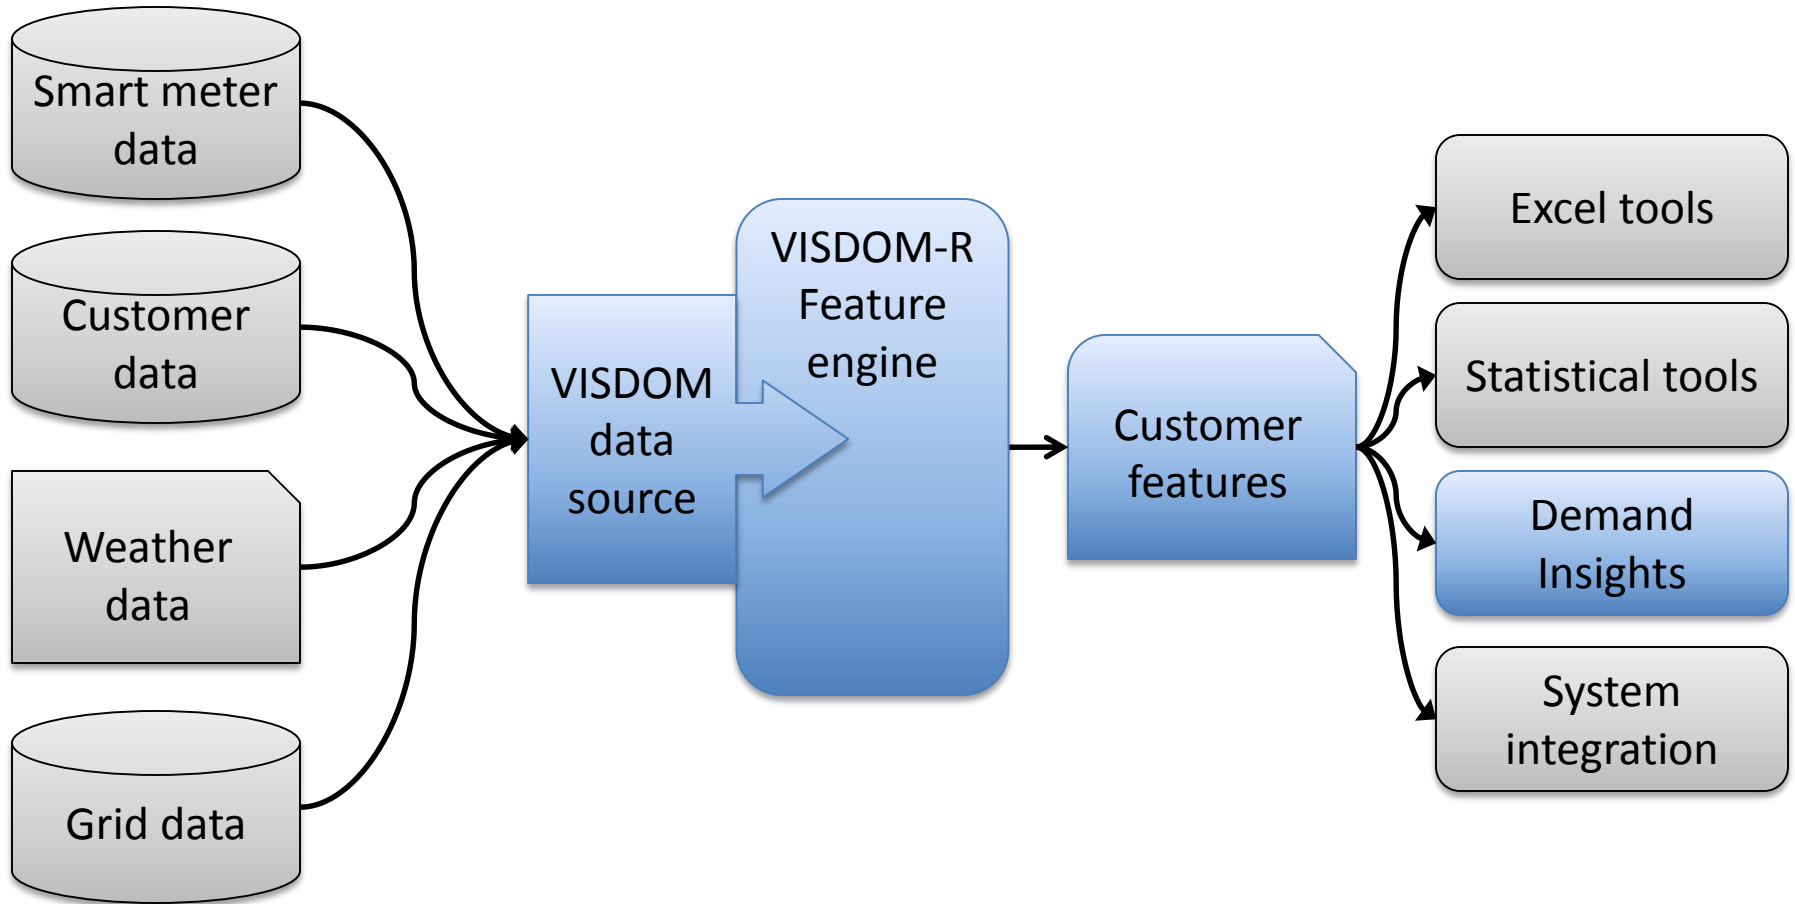 Smart meter
data
Customer
data
Weather
data
Grid data
VISDOM
data
source
VISDOM-R
Feature
engine
Customer
features
Excel tools
Statistical tools
Demand
Insights
System
integration